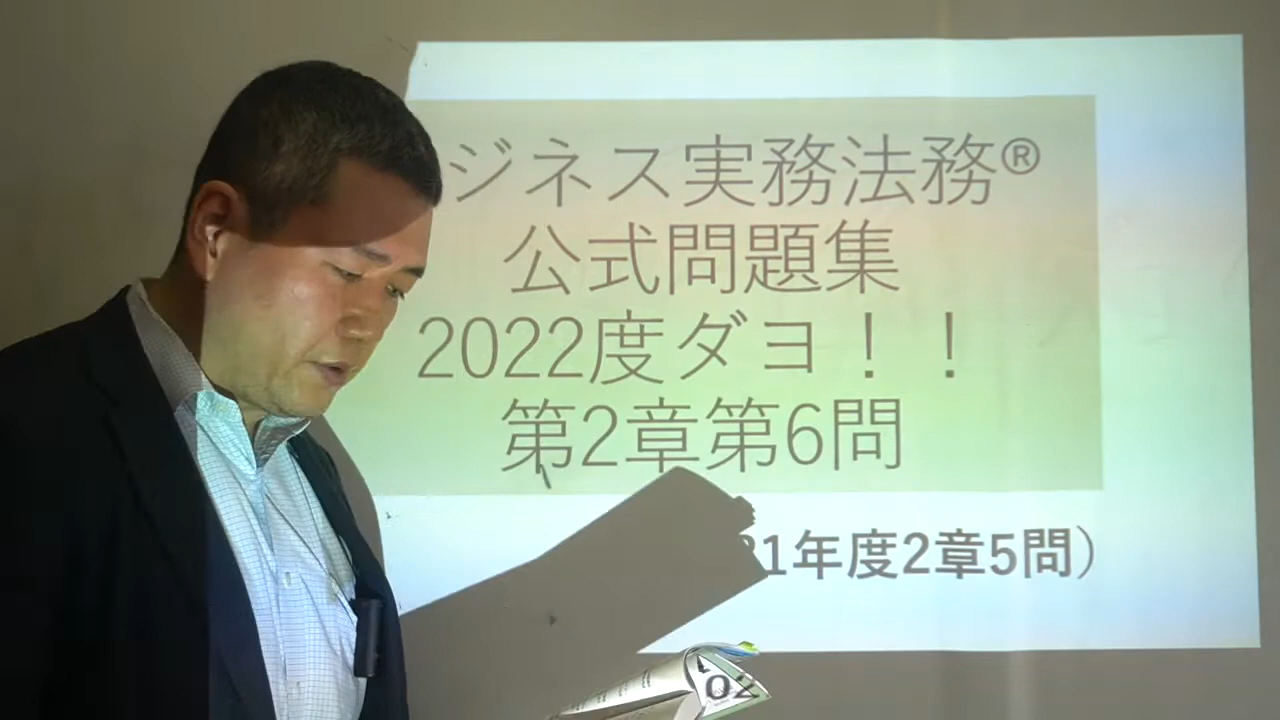 ジネス実務法務®
公式問題集
2022度ダヨ！！
第2章第6問
1年度2章5問）